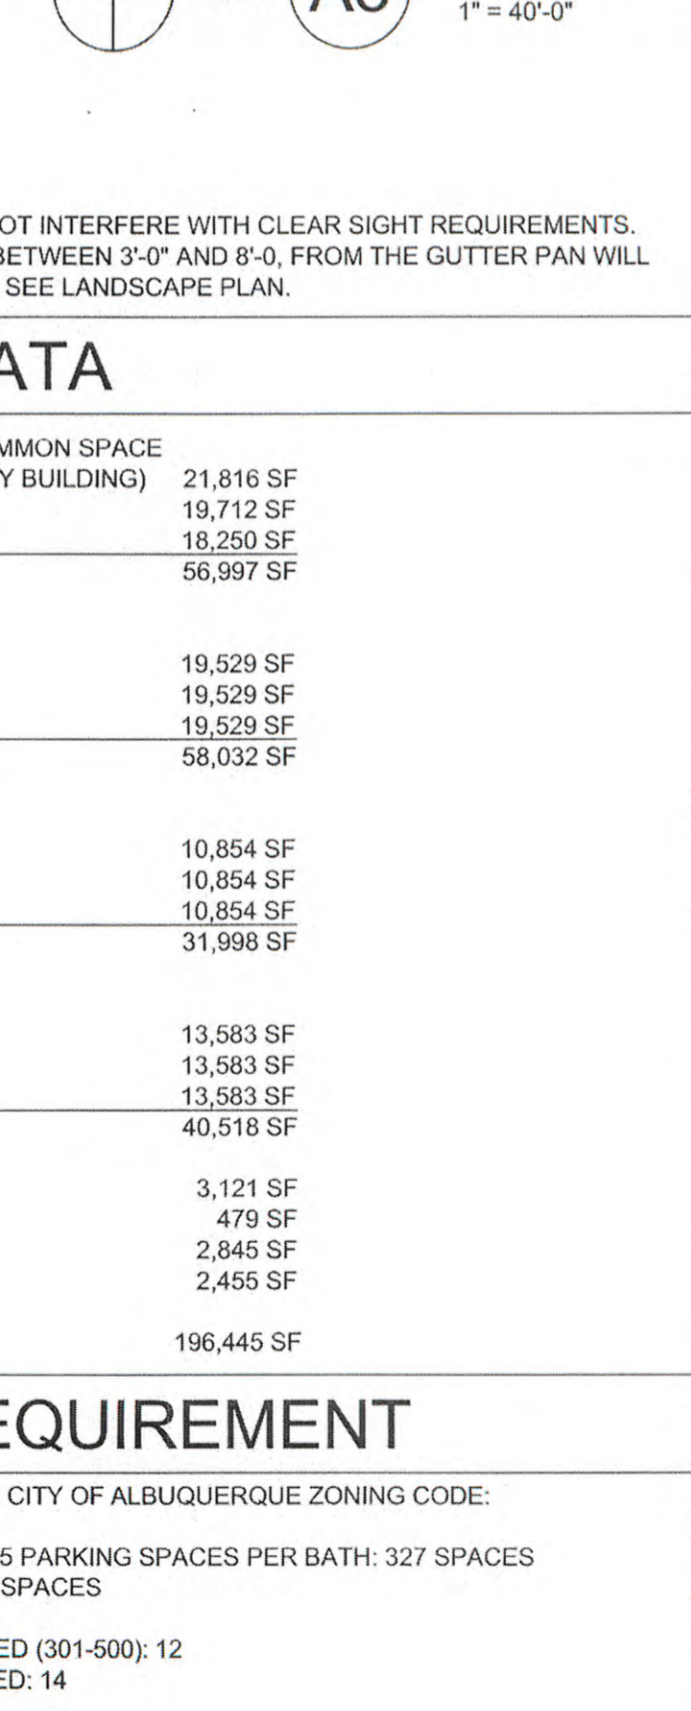 A6
1" = 40'-0"
OT INTERFERE WITH CLEAR SIGHT REQUIREMENTS.
BETWEEN 3'-0" AND 8'-0, FROM THE GUTTER PAN WILL
SEE LANDSCAPE PLAN.
ATA
MMON SPACE
Y BUILDING) 21,816 SF
19,712 SF
18,250 SF
56,997 SF
19,529 SF
19,529 SF
19,529 SF
58,032 SF
10,854 SF
10,854 SF
10,854 SF
31,998 SF
13,583 SF
13,583 SF
13,583 SF
40,518 SF
3,121 SF
479 SF
2,845 SF
2,455 SF
196,445 SF
EQUIREMENT
CITY OF ALBUQUERQUE ZONING CODE:
5 PARKING SPACES PER BATH: 327 SPACES
SPACES
ED (301-500): 12
ED: 14